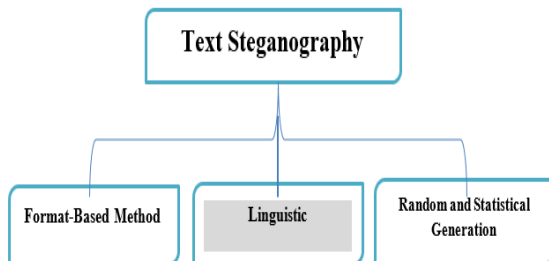 Text Steganography
Format-Based Method
Linguistic
Random and Statistical
Generation